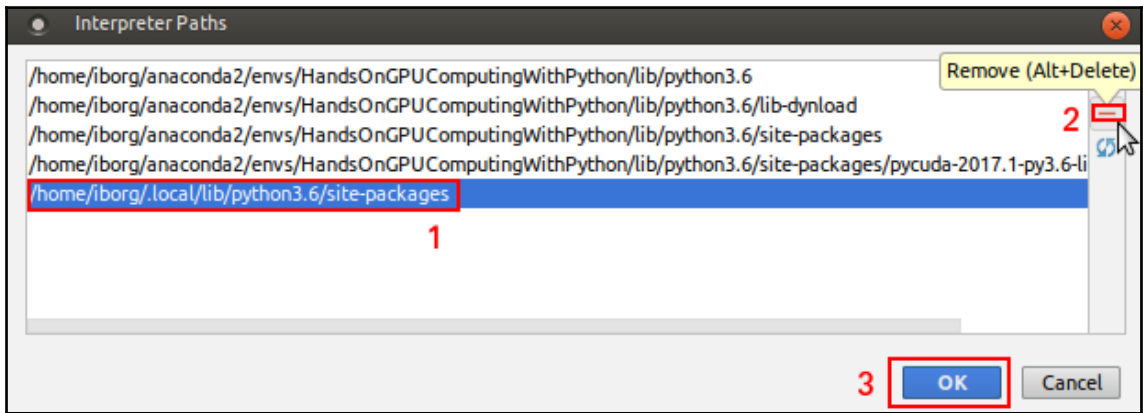 Interpreter Paths
/home/iborg/anaconda2/envs/HandsOnGPUComputingWithPython/lib/python3.6
Remove (Alt+Delete)
/home/iborg/anaconda2/envs/HandsOnGPUComputingWithPython/lib/python3.6/lib-dynload
2
/home/iborg/anaconda2/envs/HandsOnGPUComputingWithPython/lib/python3.6/site-packages
/home/iborg/anaconda2/envs/HandsOnGPUComputingWithPython/lib/python3.6/site-packages/pycuda-2017.1-py3.6-li
/home/iborg/.local/lib/python3.6/site-packages
1
3 OK Cancel